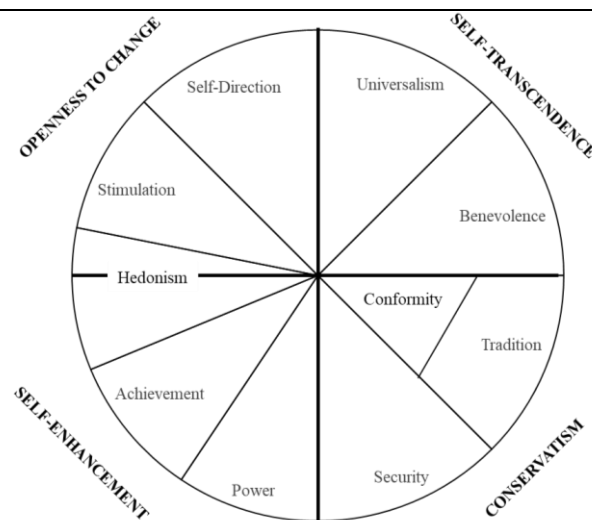 OPENNESS TO CHANGE
SELF-TRANSCENDENCE
Self-Direction
Universalism
Stimulation
Benevolence
Hedonism
Conformity
Tradition
Achievement
Security
Power
SELF-ENHANCEMENT
CONSERVATISM